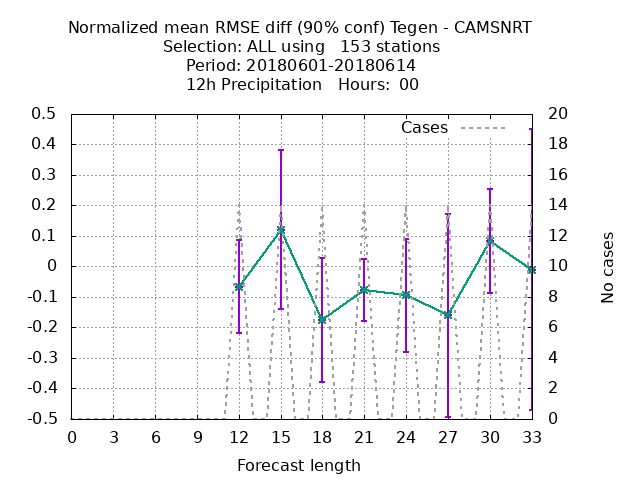 Normalized mean RMSE diff (90% conf) Tegen - CAMSNRT
Selection: ALL using   153 stations
Period: 20180601-20180614
12h Precipitation   Hours:  00
Cases
0.5
0.4
0.3
0.2
0.1
0
-0.1
-0.2
-0.3
-0.4
-0.5
20
18
16
14
12
10
8
6
4
2
0
No cases
0 3 6 9 12 15 18 21 24 27 30 33
Forecast length